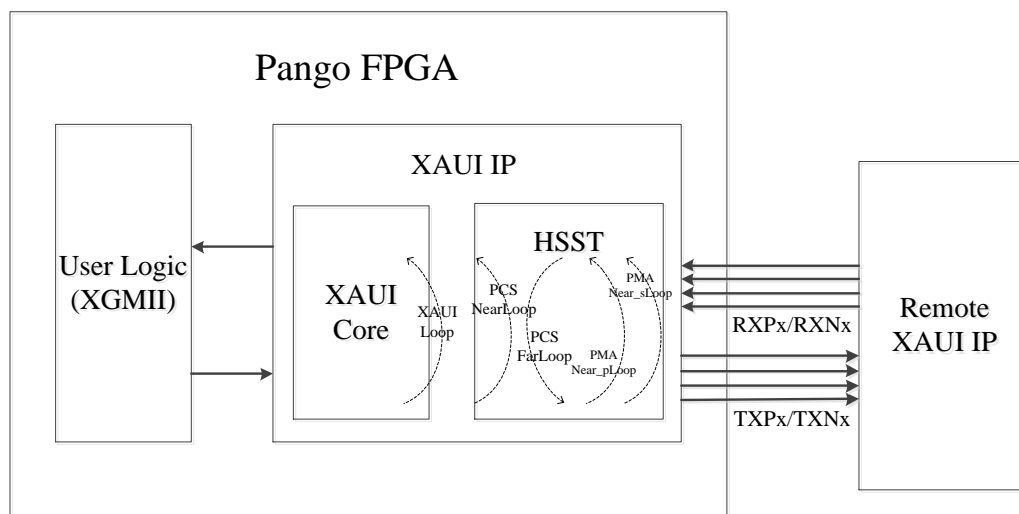 Pango FPGA
XAUI IP
User Logic
(XGMII)
XAUI
Core
XAUI
Loop
HSST
PCS
NearLoop
PCS
FarLoop
PMA
Near_pLoop
PMA
Near_sLoop
RXPx/RXNx
TXPx/TXNx
Remote
XAUI IP